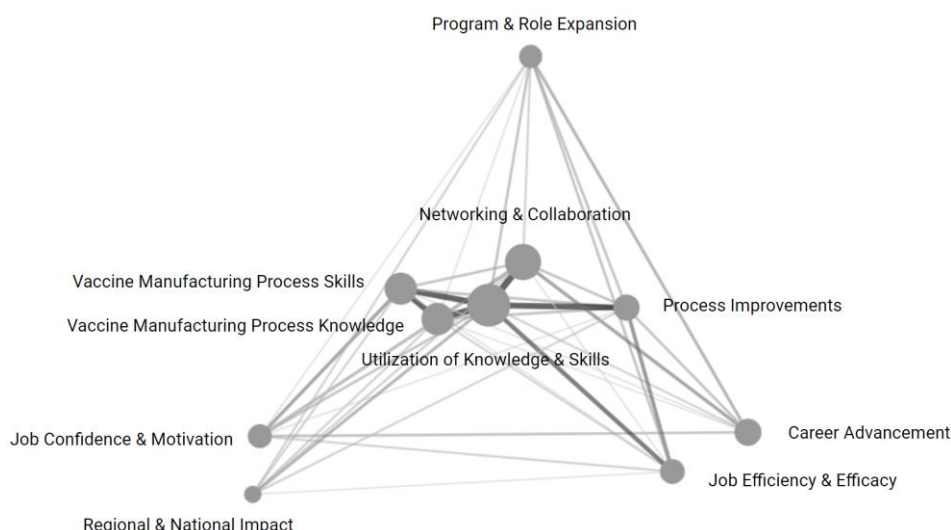 Program & Role Expansion
Networking & Collaboration
Vaccine Manufacturing Process Skills
Process Improvements
Vaccine Manufacturing Process Knowledge
Utilization of Knowledge & Skills
Job Confidence & Motivation
Career Advancement
Job Efficiency & Efficacy
Regional & National Impact